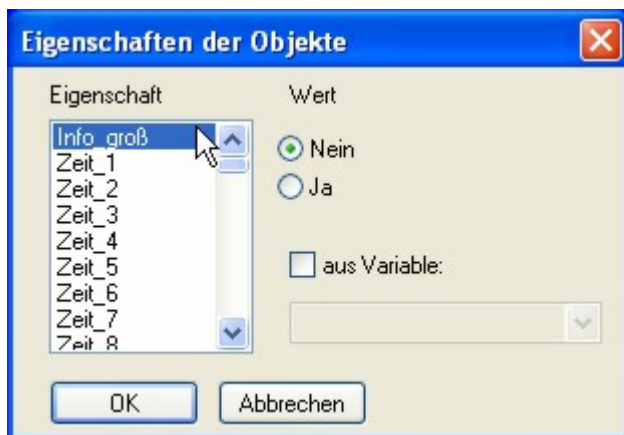 Eigenschaften der Objekte
Eigenschaft
Wert
Info_groß
Zeit_1
Zeit_2
Zeit_3
Zeit_4
Zeit_5
Zeit_6
Zeit_7
Zeit_8
Nein
Ja
aus Variable:
OK
Abbrechen